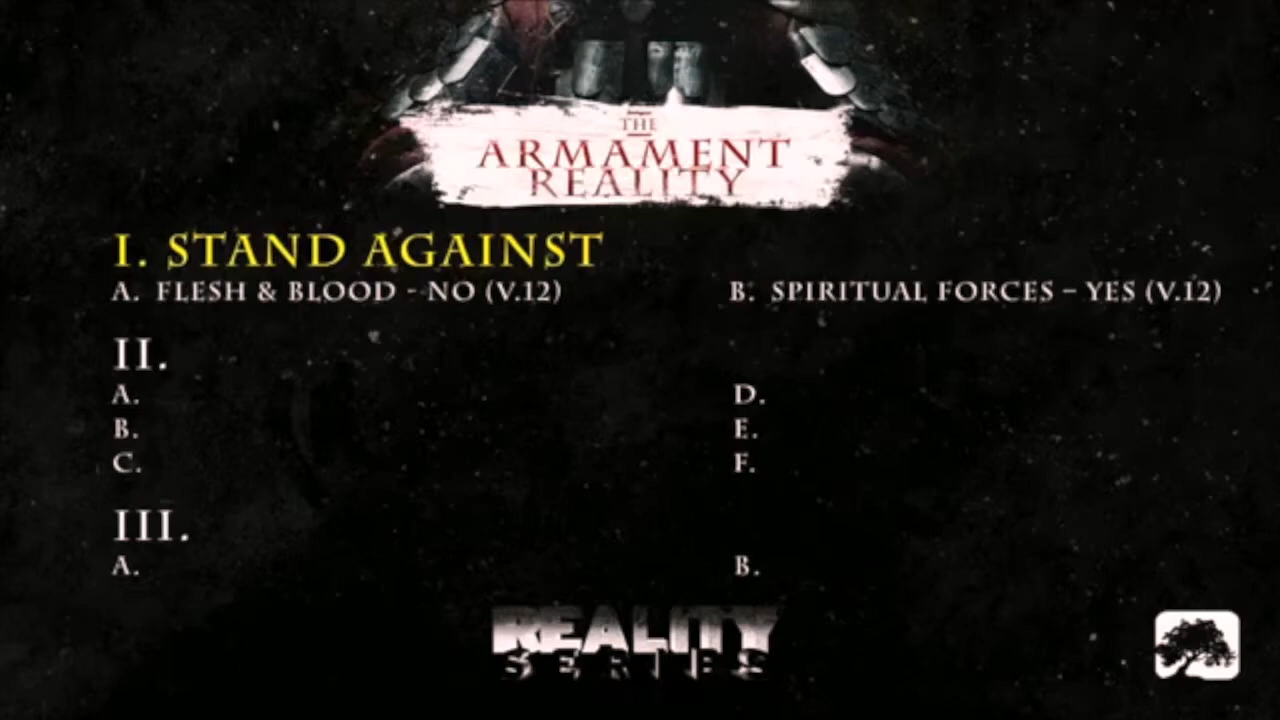 THE
ARMAMENT
REALITY
I. STAND AGAINST
A. FLESH & BLOOD - NO (V.12)
B. SPIRITUAL FORCES – YES (V.12)
II.
A.
D.
B.
E.
C.
F.
III.
A.
B.
REALITY
SERIES